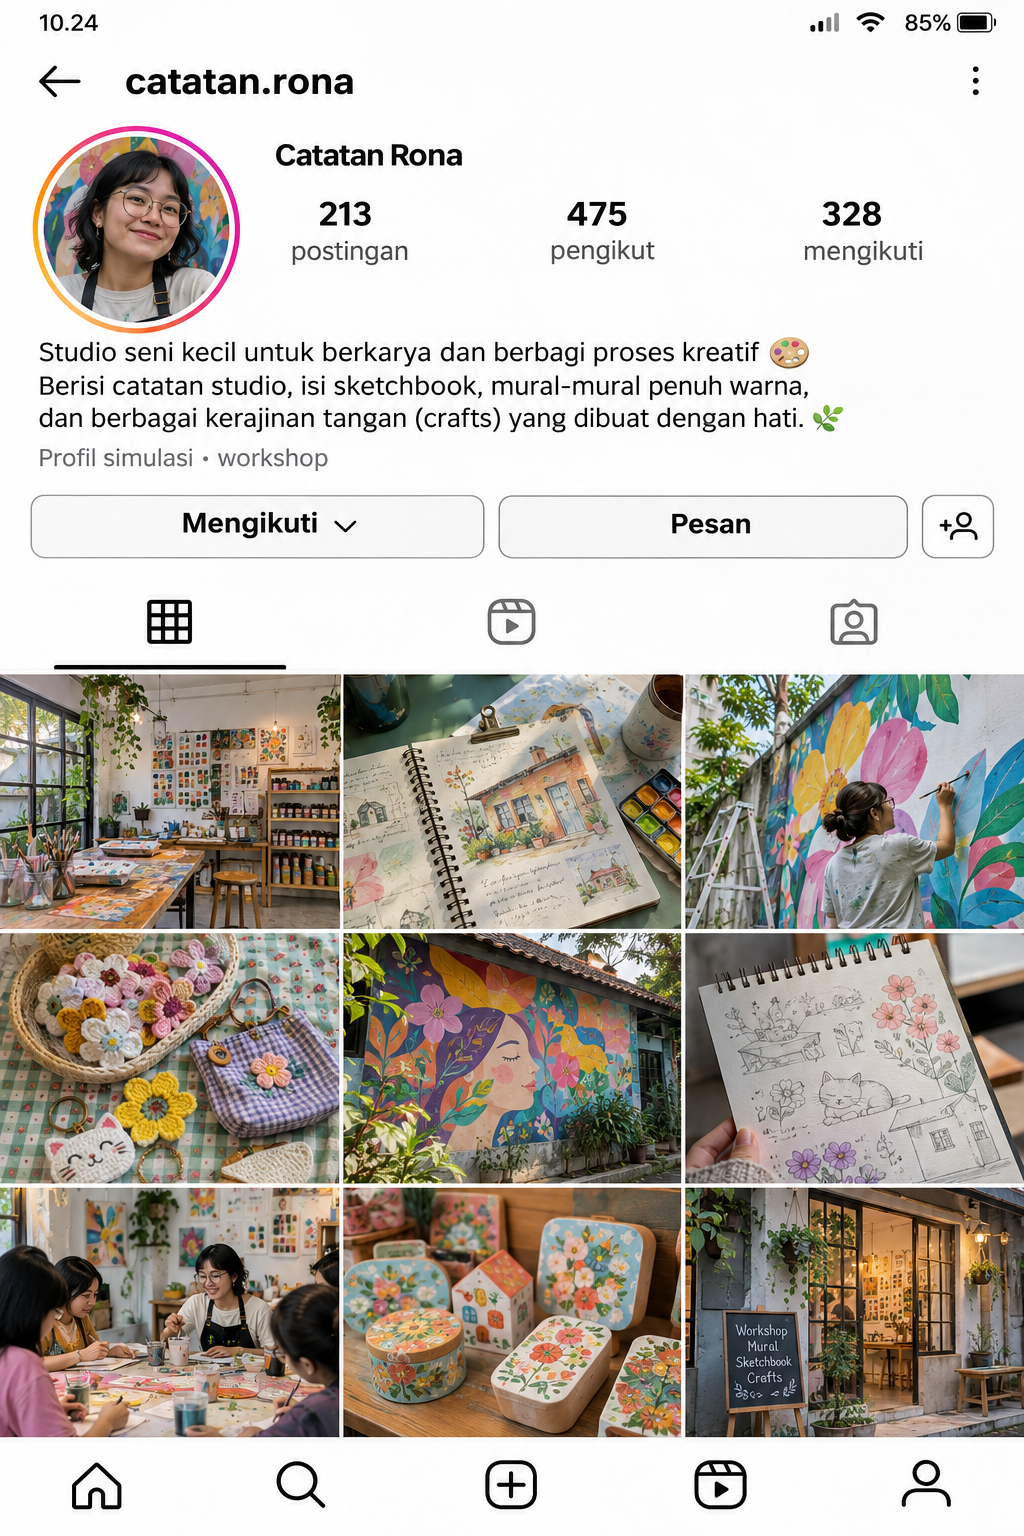 10.24
85%
catatan.rona
Catatan Rona
213 475 328
postingan pengikut mengikuti
Studio seni kecil untuk berkarya dan berbagi proses kreatif 🎨
Berisi catatan studio, isi sketchbook, mural-mural penuh warna,
dan berbagai kerajinan tangan (crafts) yang dibuat dengan hati. 🌿
Profil simulasi • workshop
Mengikuti
Pesan
Workshop
Mural
Sketchbook
Crafts